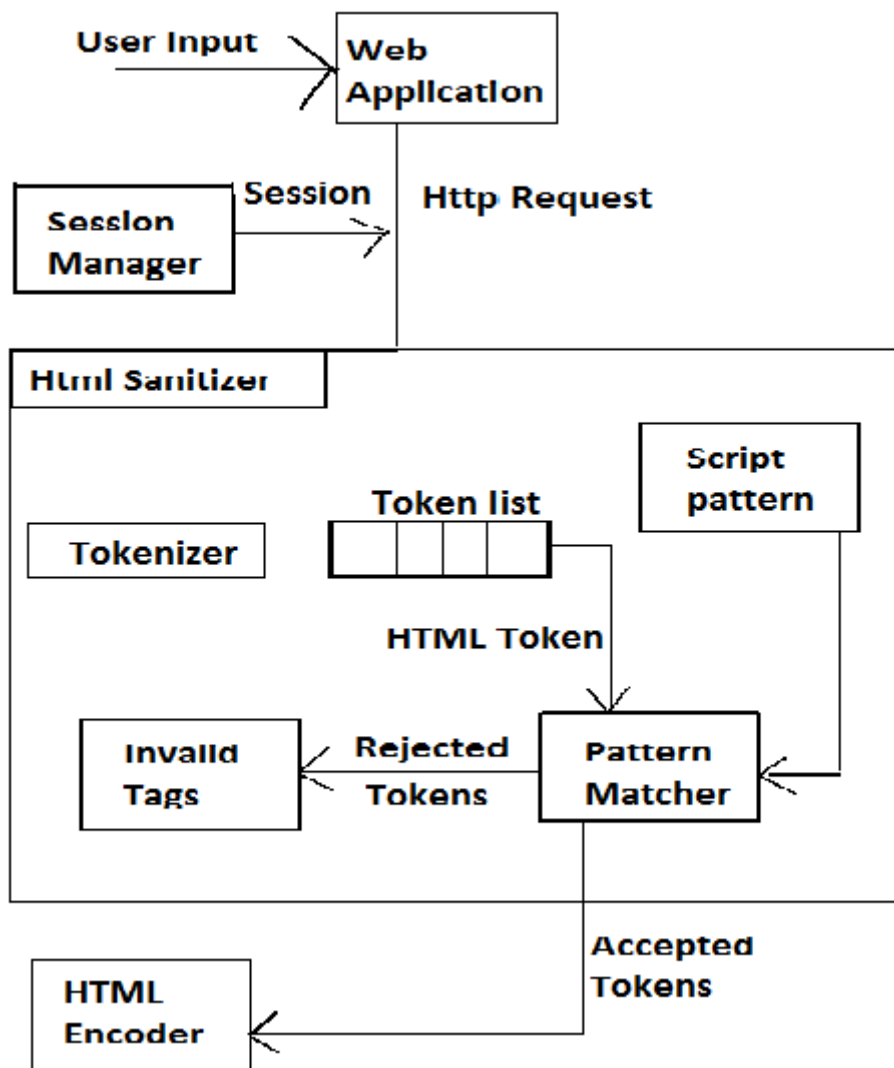 User Input
Web
Application
Session
Http Request
Session
Manager
Html Sanitizer
Script
pattern
Token list
Tokenizer
HTML Token
Invalid
Tags
Rejected
Tokens
Pattern
Matcher
Accepted
Tokens
HTML
Encoder